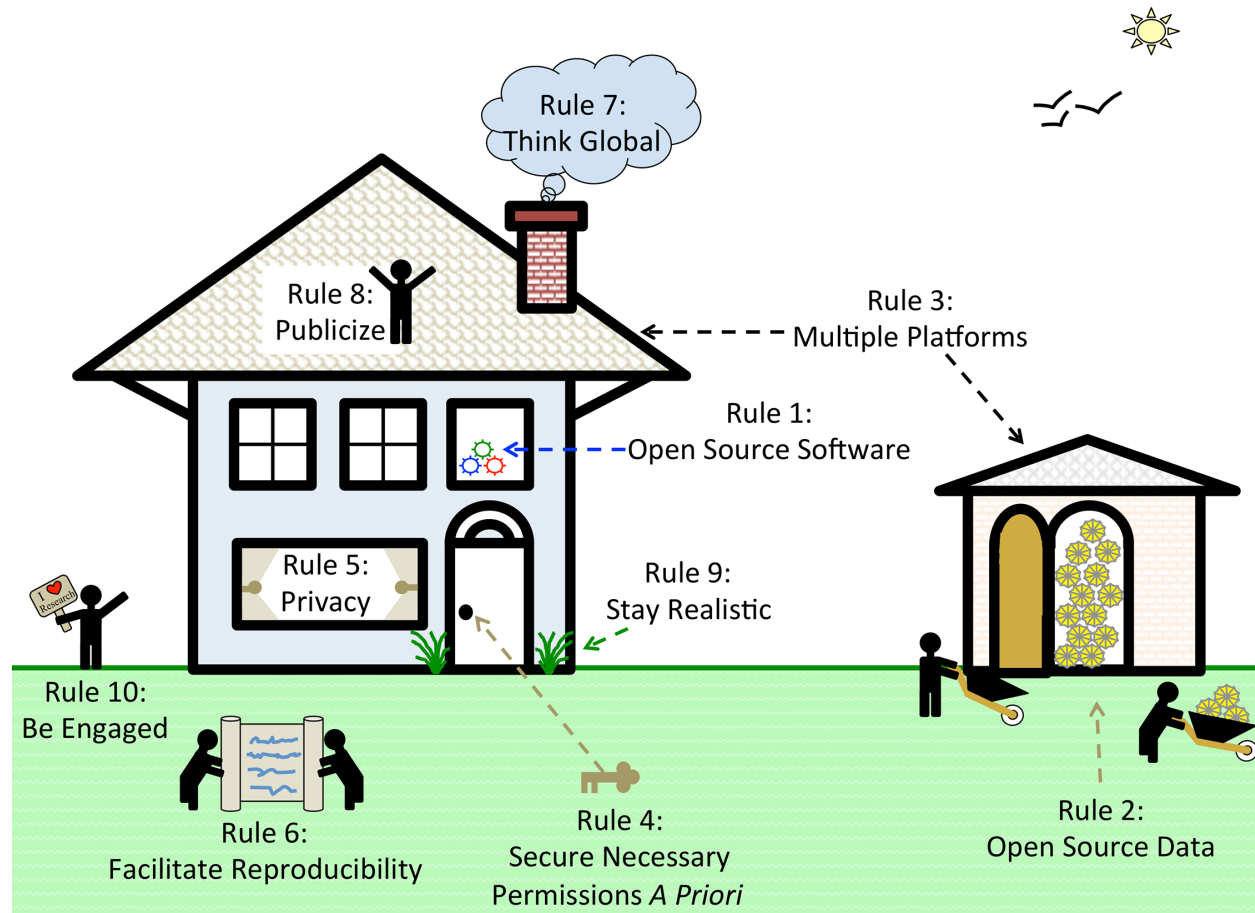 Rule 7:
Think Global
Rule 8:
Publicize
Rule 3:
Multiple Platforms
Rule 1:
Open Source Software
Rule 5:
Privacy
Rule 9:
Stay Realistic
I ❤
Research
Rule 10:
Be Engaged
Rule 6:
Facilitate Reproducibility
Rule 4:
Secure Necessary
Permissions A Priori
Rule 2:
Open Source Data